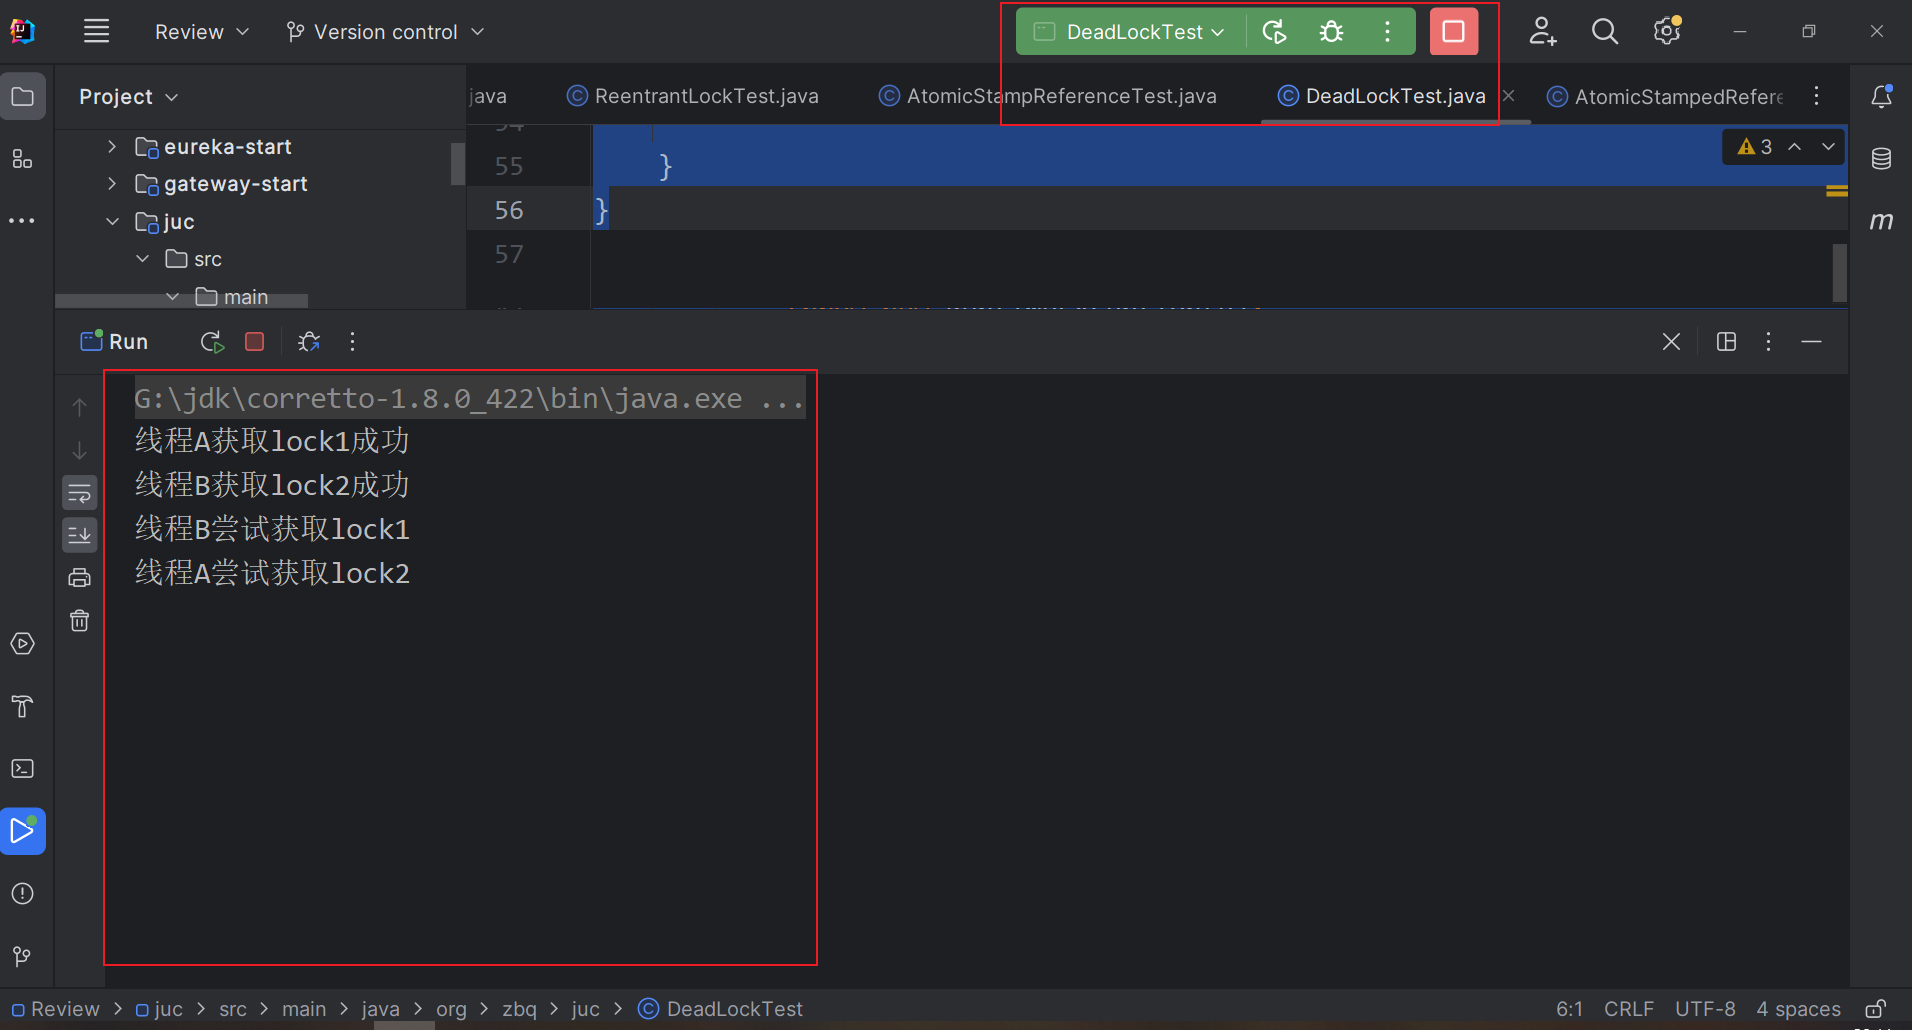 Review
Version control
DeadLockTest
Project
java
ReentrantLockTest.java
AtomicStampReferenceTest.java
DeadLockTest.java
AtomicStampedRefere
eureka-start
gateway-start
juc
src
main
55 }
56 }
57
3
m
Run
G:\jdk\corretto-1.8.0_422\bin\java.exe ...
线程A获取lock1成功
线程B获取lock2成功
线程B尝试获取lock1
线程A尝试获取lock2
Review > juc > src > main > java > org > zbq > juc > DeadLockTest
6:1 CRLF UTF-8 4 spaces